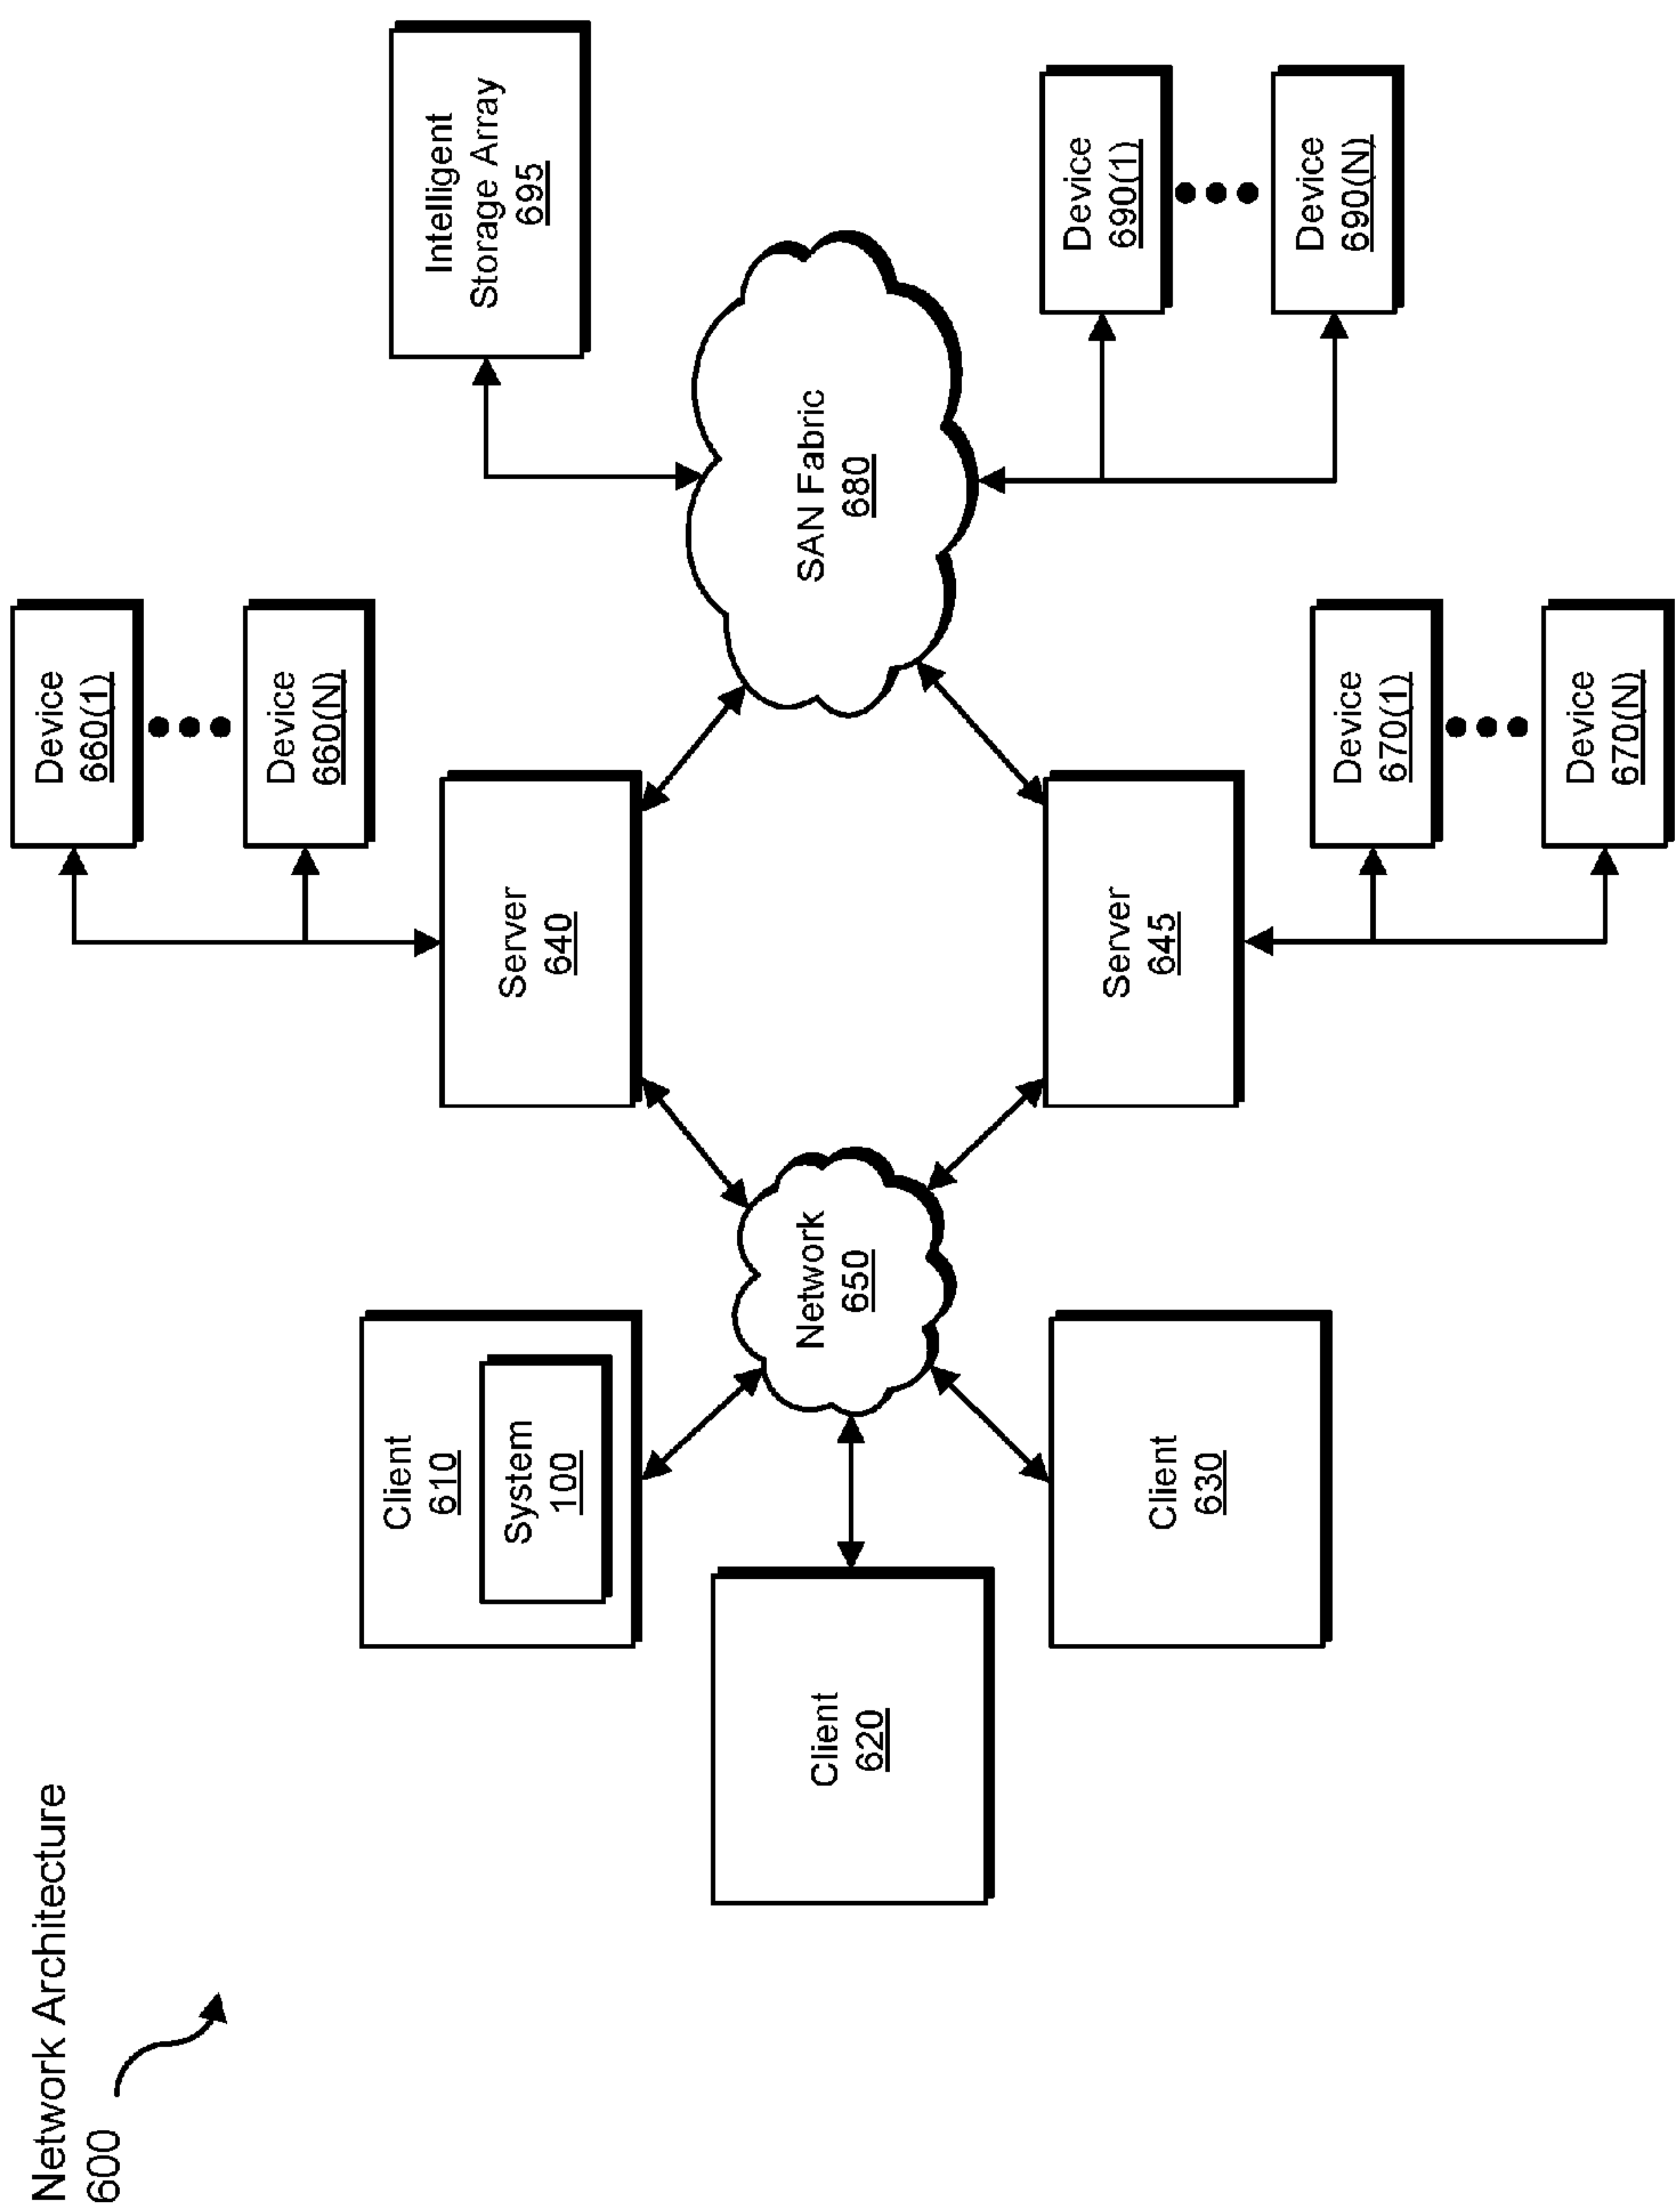 Network Architecture
600
Device
660(1)
Device
660(N)
Intelligent
Storage Array
695
Client
610
System
100
Server
640
Client
620
Network
650
SAN Fabric
680
Client
630
Server
645
Device
690(1)
Device
690(N)
Device
670(1)
Device
670(N)